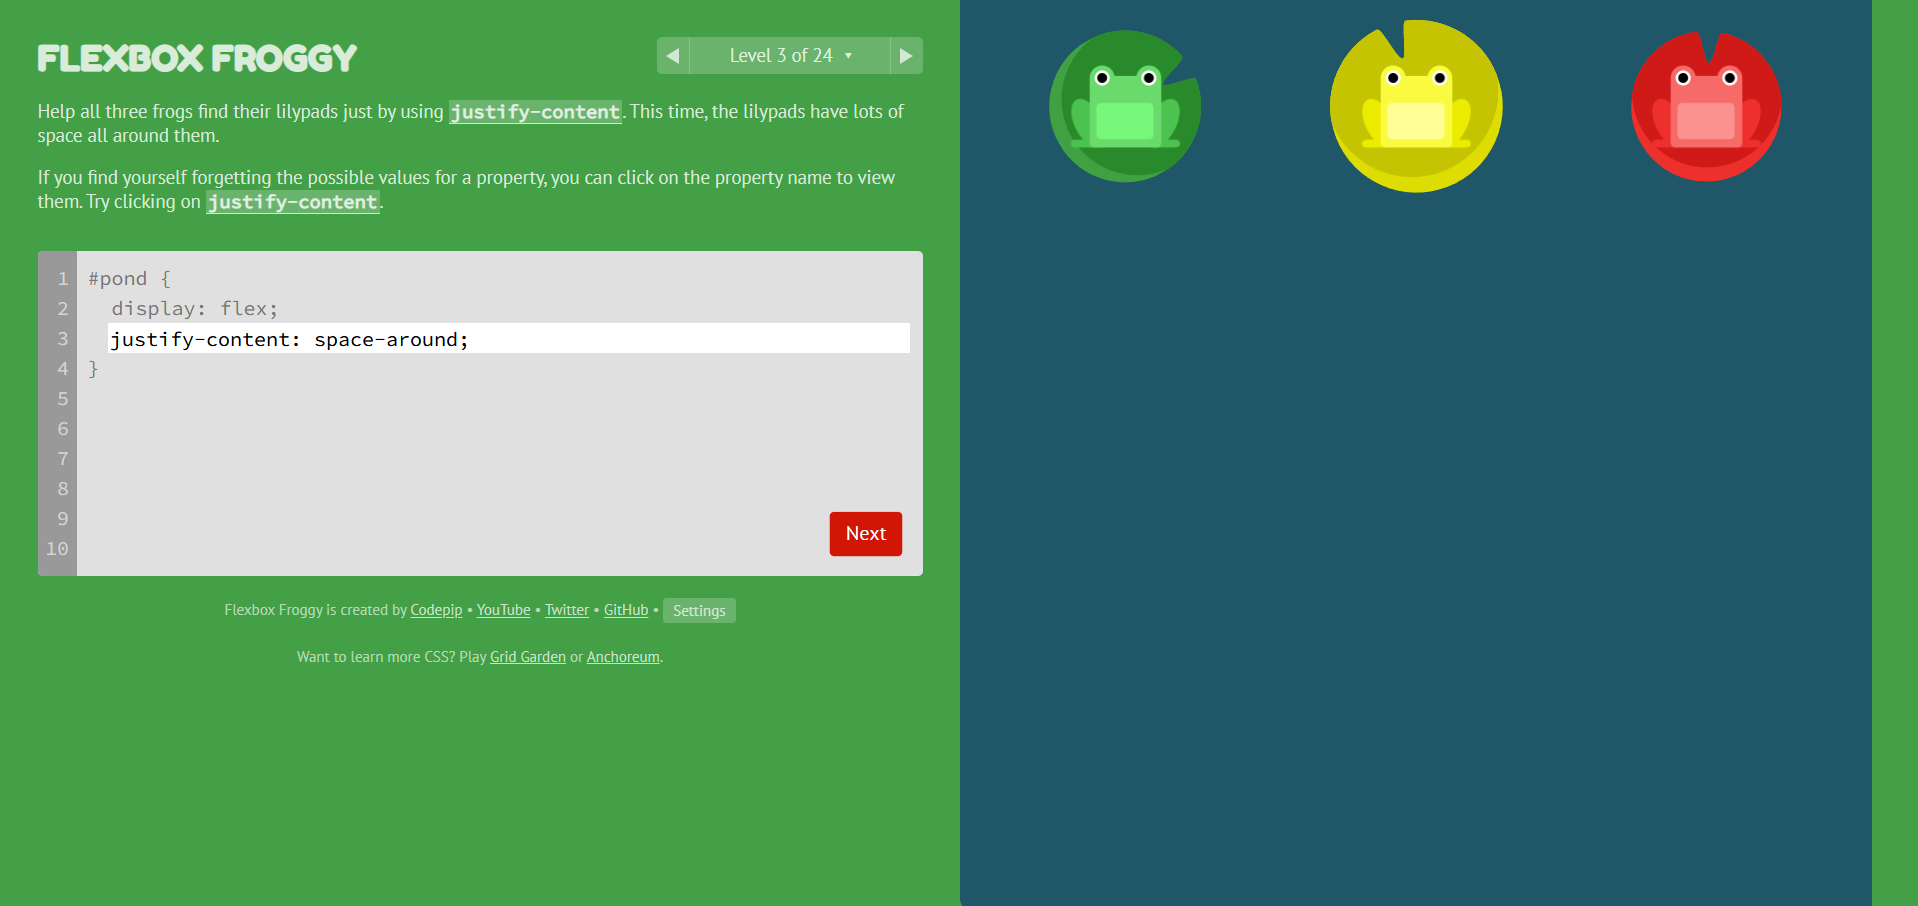 FLEXBOX FROGGY
Level 3 of 24
Help all three frogs find their lilypads just by using justify-content. This time, the lilypads have lots of
space all around them.
If you find yourself forgetting the possible values for a property, you can click on the property name to view
them. Try clicking on justify-content.
1 #pond {
2 display: flex;
3 justify-content: space-around;
4 }
5
6
7
8
9
10
Next
Flexbox Froggy is created by Codepip • YouTube • Twitter • GitHub • Settings
Want to learn more CSS? Play Grid Garden or Anchoreum.